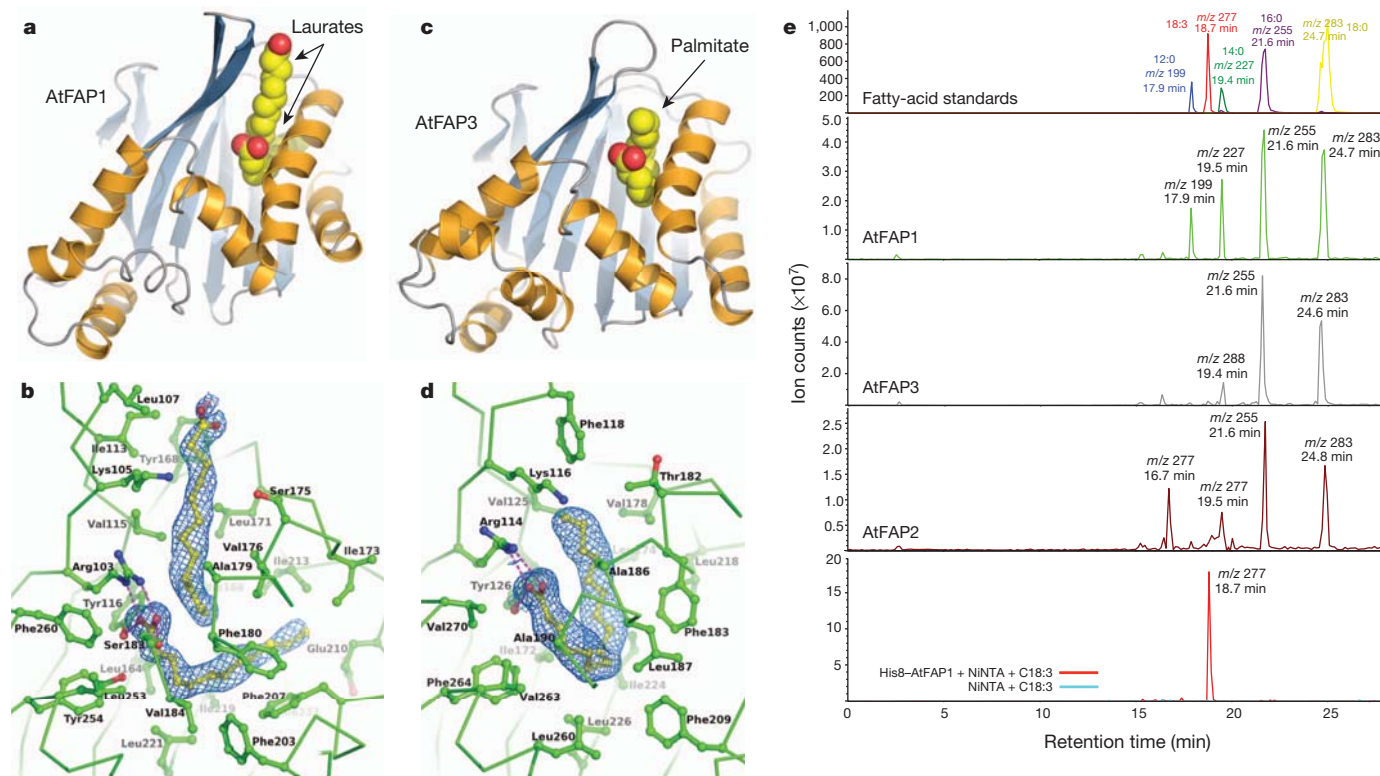 a
Laurates
AtFAP1
c
Palmitate
AtFAP3
b
Leu107
Ile113
Tyr168
Lys105
Ser175
Val115
Leu171
Val176
Ile173
Arg103
Ala179
Ile213
Tyr116
Phe260
Ser183
Phe180
Glu210
Leu164
Leu253
Phe207
Tyr254
Val184
Ile219
Leu221
Phe203
d
Phe118
Lys116
Thr182
Val125
Val178
Arg114
Leu218
Ala186
Tyr126
Val270
Ala190
Phe183
Ile172
Leu187
Phe264
Val263
Ile224
Leu226
Phe209
Leu260
e
1,000
800
600
400
200
Fatty-acid standards
12:0
m/z 199
17.9 min
18:3
m/z 277
18.7 min
14:0
m/z 227
19.4 min
16:0
m/z 255
21.6 min
m/z 283
24.7 min
18:0
5.0
4.0
3.0
2.0
1.0
AtFAP1
m/z 199
17.9 min
m/z 227
19.5 min
m/z 255
21.6 min
m/z 283
24.7 min
8.0
6.0
4.0
2.0
AtFAP3
m/z 288
19.4 min
m/z 255
21.6 min
m/z 283
24.6 min
2.5
2.0
1.5
1.0
0.5
AtFAP2
m/z 277
16.7 min
m/z 277
19.5 min
m/z 255
21.6 min
m/z 283
24.8 min
20
15
10
5
m/z 277
18.7 min
His8–AtFAP1 + NiNTA + C18:3
NiNTA + C18:3
0
5
10
15
20
25
Ion counts (×10⁷)
Retention time (min)